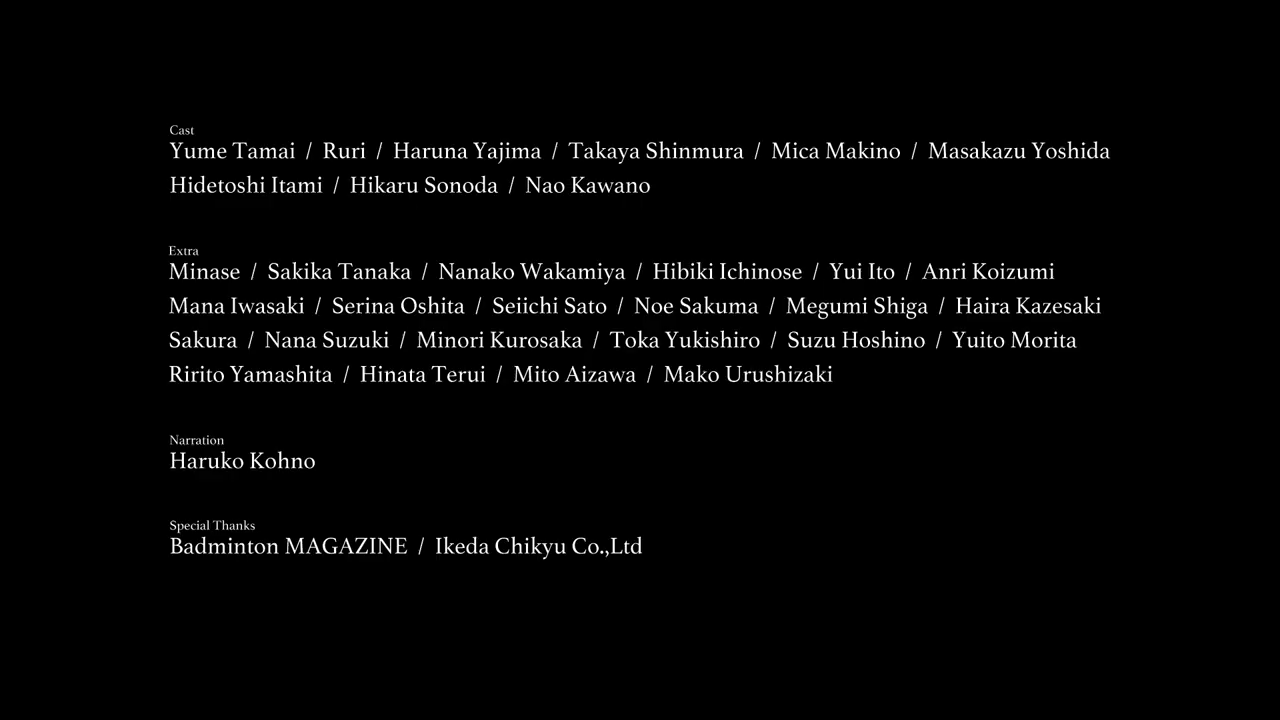 Cast
Yume Tamai / Ruri / Haruna Yajima / Takaya Shinmura / Mica Makino / Masakazu Yoshida
Hidetoshi Itami / Hikaru Sonoda / Nao Kawano
Extra
Minase / Sakika Tanaka / Nanako Wakamiya / Hibiki Ichinose / Yui Ito / Anri Koizumi
Mana Iwasaki / Serina Oshita / Seiichi Sato / Noe Sakuma / Megumi Shiga / Haira Kazesaki
Sakura / Nana Suzuki / Minori Kurosaka / Toka Yukishiro / Suzu Hoshino / Yuito Morita
Ririto Yamashita / Hinata Terui / Mito Aizawa / Mako Urushizaki
Narration
Haruko Kohno
Special Thanks
Badminton MAGAZINE / Ikeda Chikyu Co.,Ltd